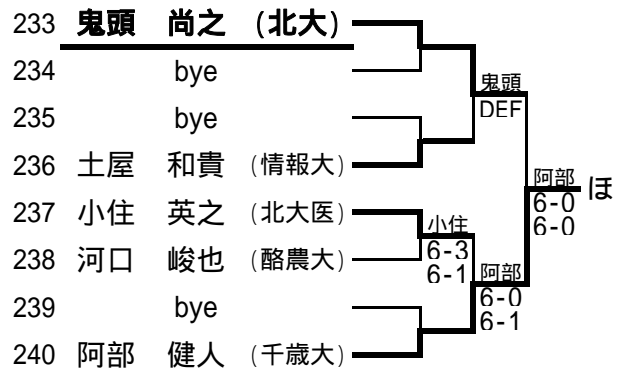 233 鬼頭 尚之 (北大)
234 bye
鬼頭
DEF
235 bye
236 土屋 和貴 (情報大)
阿部
6-0
6-0
ほ
237 小住 英之 (北大医)
小住
6-3
6-1
238 河口 峻也 (酪農大)
阿部
6-0
6-1
239 bye
240 阿部 健人 (千歳大)